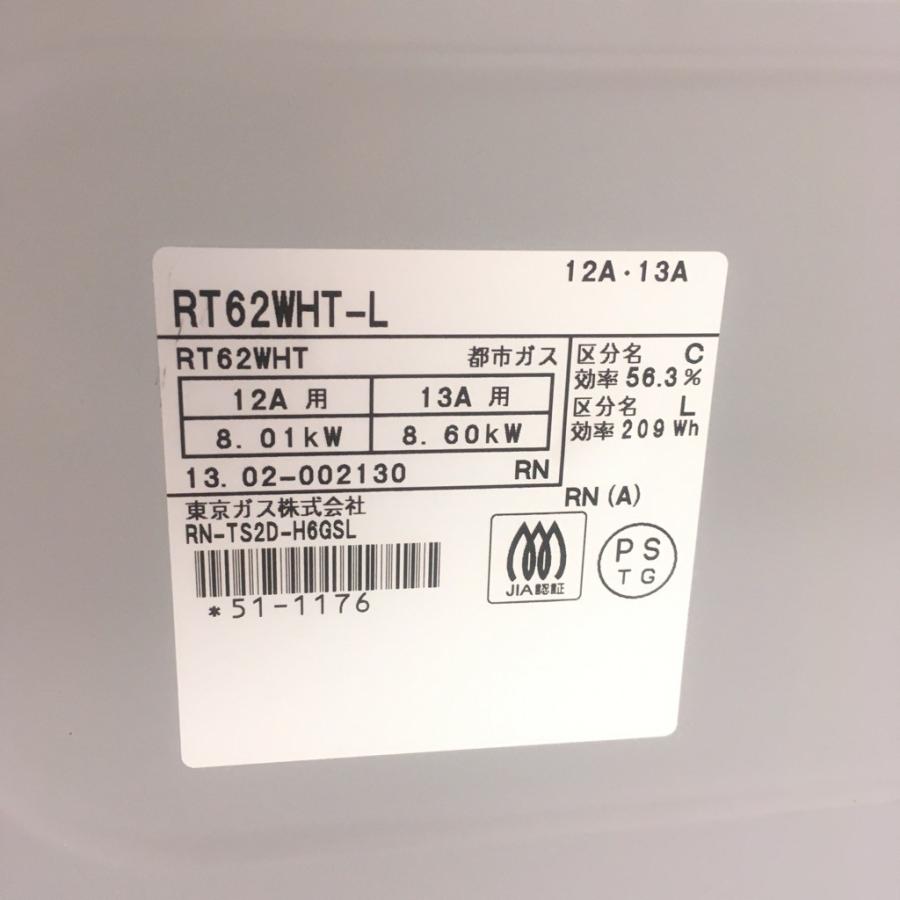 12A・13A
RT62WHT-L
RT62WHT 都市ガス
12A 用 13A 用
8.01kW 8.60kW
13.02-002130 RN
区分名 C
効率 56.3%
区分名 L
効率 209 Wh
東京ガス株式会社
RN-TS2D-H6GSL
*51-1176
RN (A)
JIA認証
PS
TG